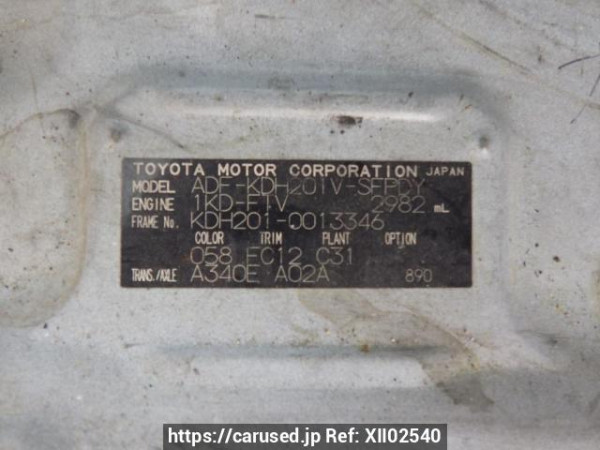 TOYOTA MOTOR CORPORATION JAPAN
MODEL ADF-KDH201V-SFPDY
ENGINE 1KD-FTV 2982 mL
FRAME No. KDH201-0013346
COLOR TRIM PLANT OPTION
058 FC12 C31
TRANS./AXLE A340E A02A 890
https://carused.jp Ref: XII02540